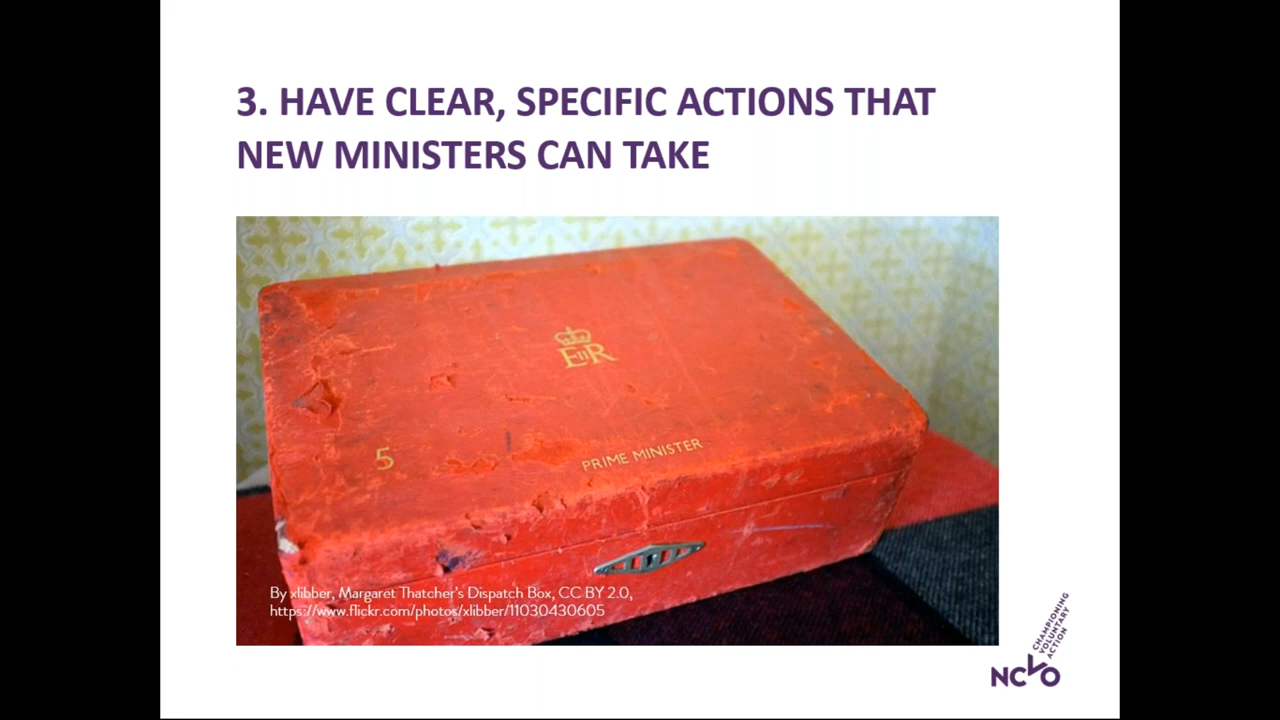 3. HAVE CLEAR, SPECIFIC ACTIONS THAT
NEW MINISTERS CAN TAKE
EIIR
5
PRIME MINISTER
By xlibber, Margaret Thatcher's Dispatch Box, CC BY 2.0,
https://www.flickr.com/photos/xlibber/11030430605
CHAMPIONING
VOLUNTARY
ACTION
NCVO